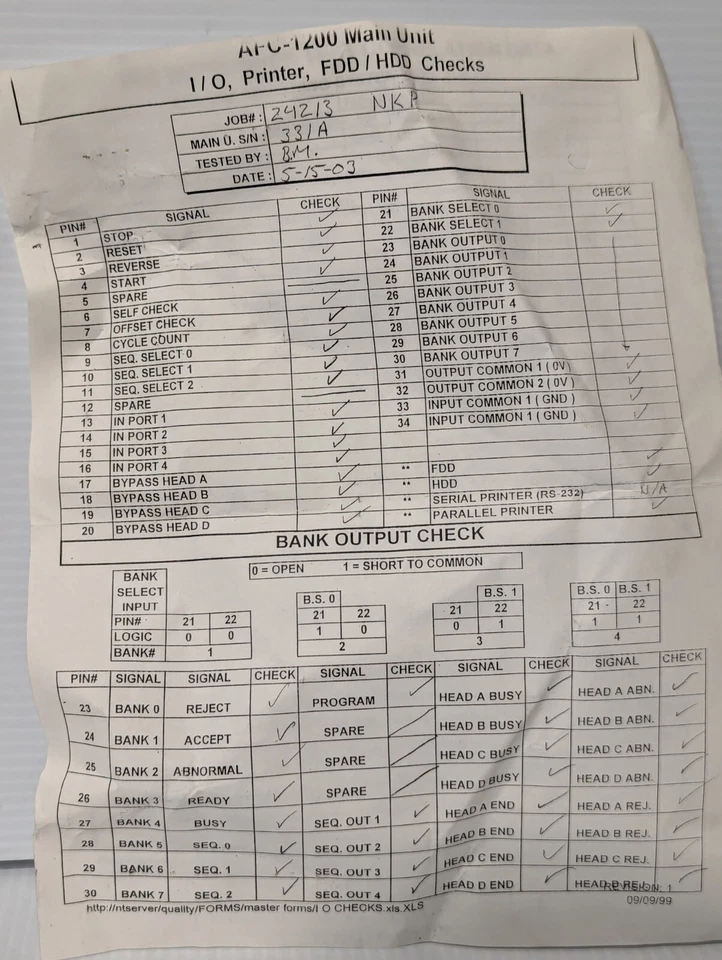 AFC-1200 Main Unit
I/O, Printer, FDD / HDD Checks
JOB# : 24213 NKP
MAIN U. S/N : 331A
TESTED BY : B.M.
DATE : 5-15-03
PIN# SIGNAL CHECK PIN# SIGNAL CHECK
1 STOP ✓ 21 BANK SELECT 0 ✓
2 RESET ✓ 22 BANK SELECT 1 ✓
3 REVERSE ✓ 23 BANK OUTPUT 0
4 START ✓ 24 BANK OUTPUT 1
5 SPARE 25 BANK OUTPUT 2
6 SELF CHECK ✓ 26 BANK OUTPUT 3
7 OFFSET CHECK ✓ 27 BANK OUTPUT 4
8 CYCLE COUNT ✓ 28 BANK OUTPUT 5
9 SEQ. SELECT 0 ✓ 29 BANK OUTPUT 6
10 SEQ. SELECT 1 ✓ 30 BANK OUTPUT 7
11 SEQ. SELECT 2 ✓ 31 OUTPUT COMMON 1 ( 0V) ✓
12 SPARE 32 OUTPUT COMMON 2 ( 0V) ✓
13 IN PORT 1 ✓ 33 INPUT COMMON 1 ( GND ) ✓
14 IN PORT 2 ✓ 34 INPUT COMMON 1 ( GND ) ✓
15 IN PORT 3 ✓
16 IN PORT 4 ✓
17 BYPASS HEAD A ✓ ** FDD ✓
18 BYPASS HEAD B ✓ ** HDD ✓
19 BYPASS HEAD C ✓ ** SERIAL PRINTER (RS-232) N/A
20 BYPASS HEAD D ✓ ** PARALLEL PRINTER ✓
BANK OUTPUT CHECK
0 = OPEN 1 = SHORT TO COMMON
BANK
SELECT B.S. 0 B.S. 1 B.S. 0 B.S. 1
INPUT
PIN# 21 22 21 22 21 22 21 22
LOGIC 0 0 1 0 0 1 1 1
BANK# 1 2 3 4
PIN# SIGNAL SIGNAL CHECK SIGNAL CHECK SIGNAL CHECK SIGNAL CHECK
23 BANK 0 REJECT ✓ PROGRAM ✓ HEAD A BUSY ✓ HEAD A ABN. ✓
24 BANK 1 ACCEPT ✓ SPARE HEAD B BUSY ✓ HEAD B ABN. ✓
25 BANK 2 ABNORMAL ✓ SPARE HEAD C BUSY ✓ HEAD C ABN. ✓
26 BANK 3 READY ✓ SPARE HEAD D BUSY ✓ HEAD D ABN. ✓
27 BANK 4 BUSY ✓ SEQ. OUT 1 ✓ HEAD A END ✓ HEAD A REJ. ✓
28 BANK 5 SEQ. 0 ✓ SEQ. OUT 2 ✓ HEAD B END ✓ HEAD B REJ. ✓
29 BANK 6 SEQ. 1 ✓ SEQ. OUT 3 ✓ HEAD C END ✓ HEAD C REJ. ✓
30 BANK 7 SEQ. 2 ✓ SEQ. OUT 4 ✓ HEAD D END ✓ HEAD D REJ. ✓
REVISION: 1
http://ntserver/quality/FORMS/master forms/I O CHECKS.xls.XLS 09/09/99